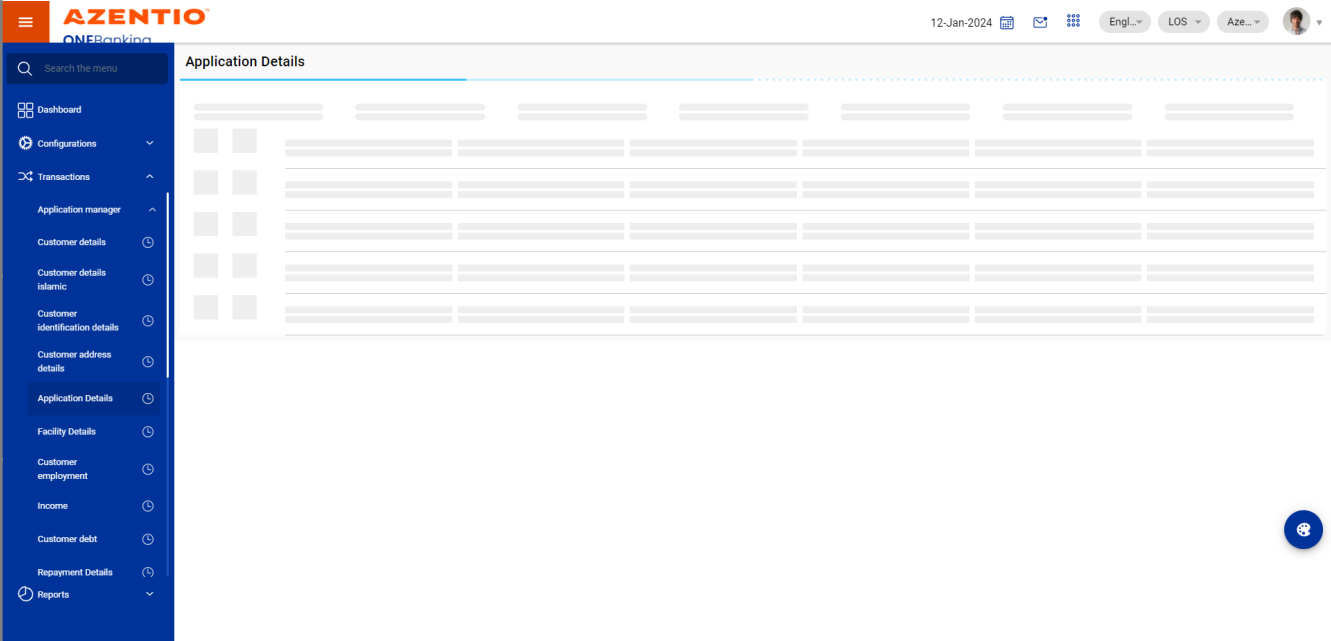 AZENTIO™
ONEBanking
12-Jan-2024
Engl...
LOS
Aze...
Search the menu
Application Details
Dashboard
Configurations
Transactions
Application manager
Customer details
Customer details
islamic
Customer
identification details
Customer address
details
Application Details
Facility Details
Customer
employment
Income
Customer debt
Repayment Details
Reports